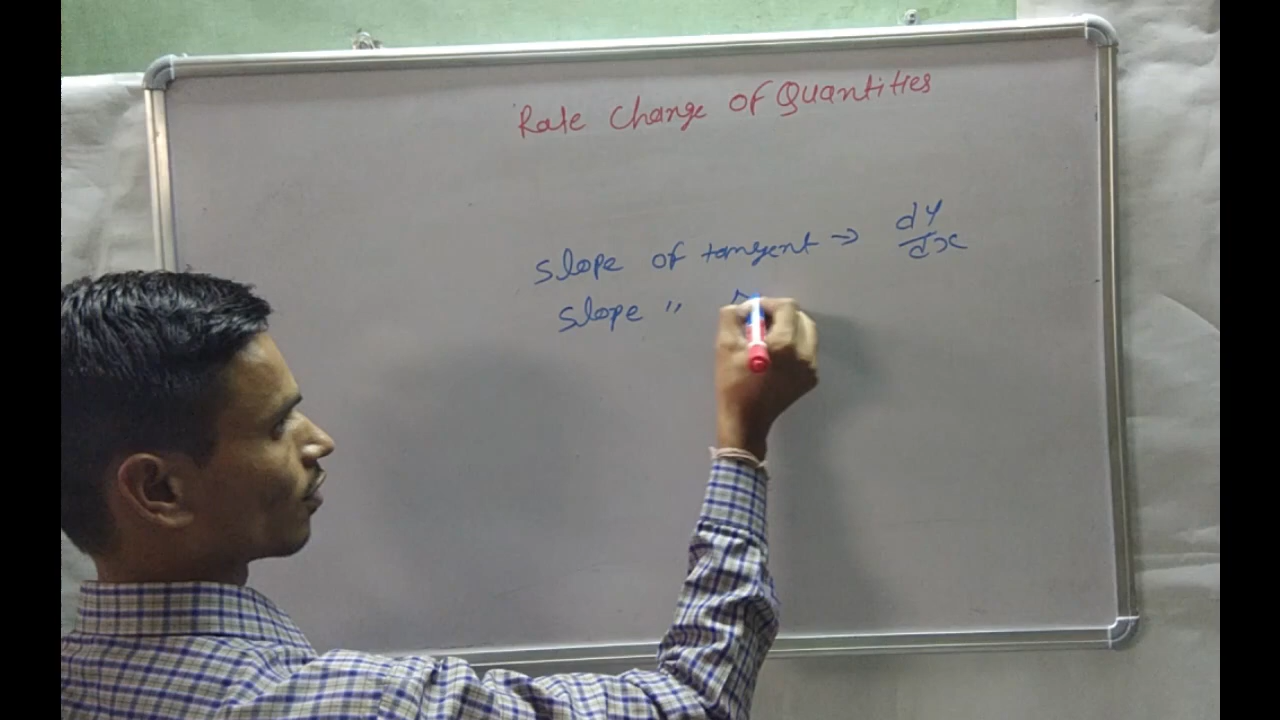 Rate Change of Quantities
Slope of tangent → dy/dx
Slope "